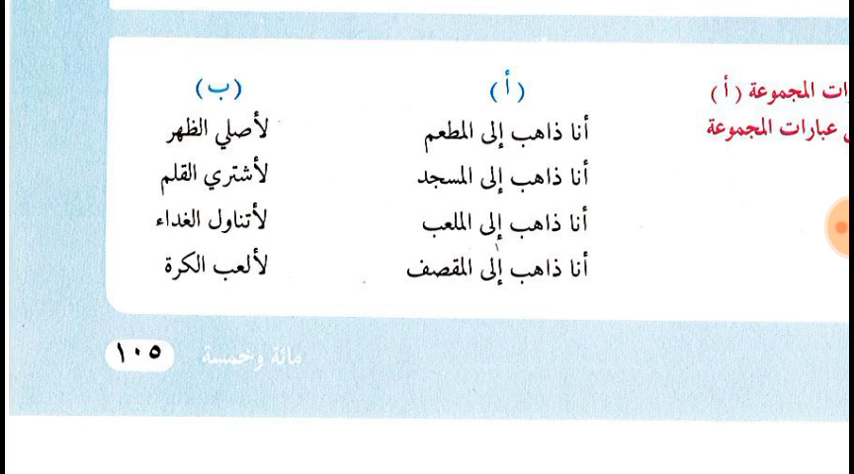 ات المجموعة (أ)
عبارات المجموعة
(أ) (ب)
أنا ذاهب إلى المطعم لأصلي الظهر
أنا ذاهب إلى المسجد لأشتري القلم
أنا ذاهب إلى الملعب لأتناول الغداء
أنا ذاهب إلى المقصف لألعب الكرة
مائة وخمسة ١٠٥